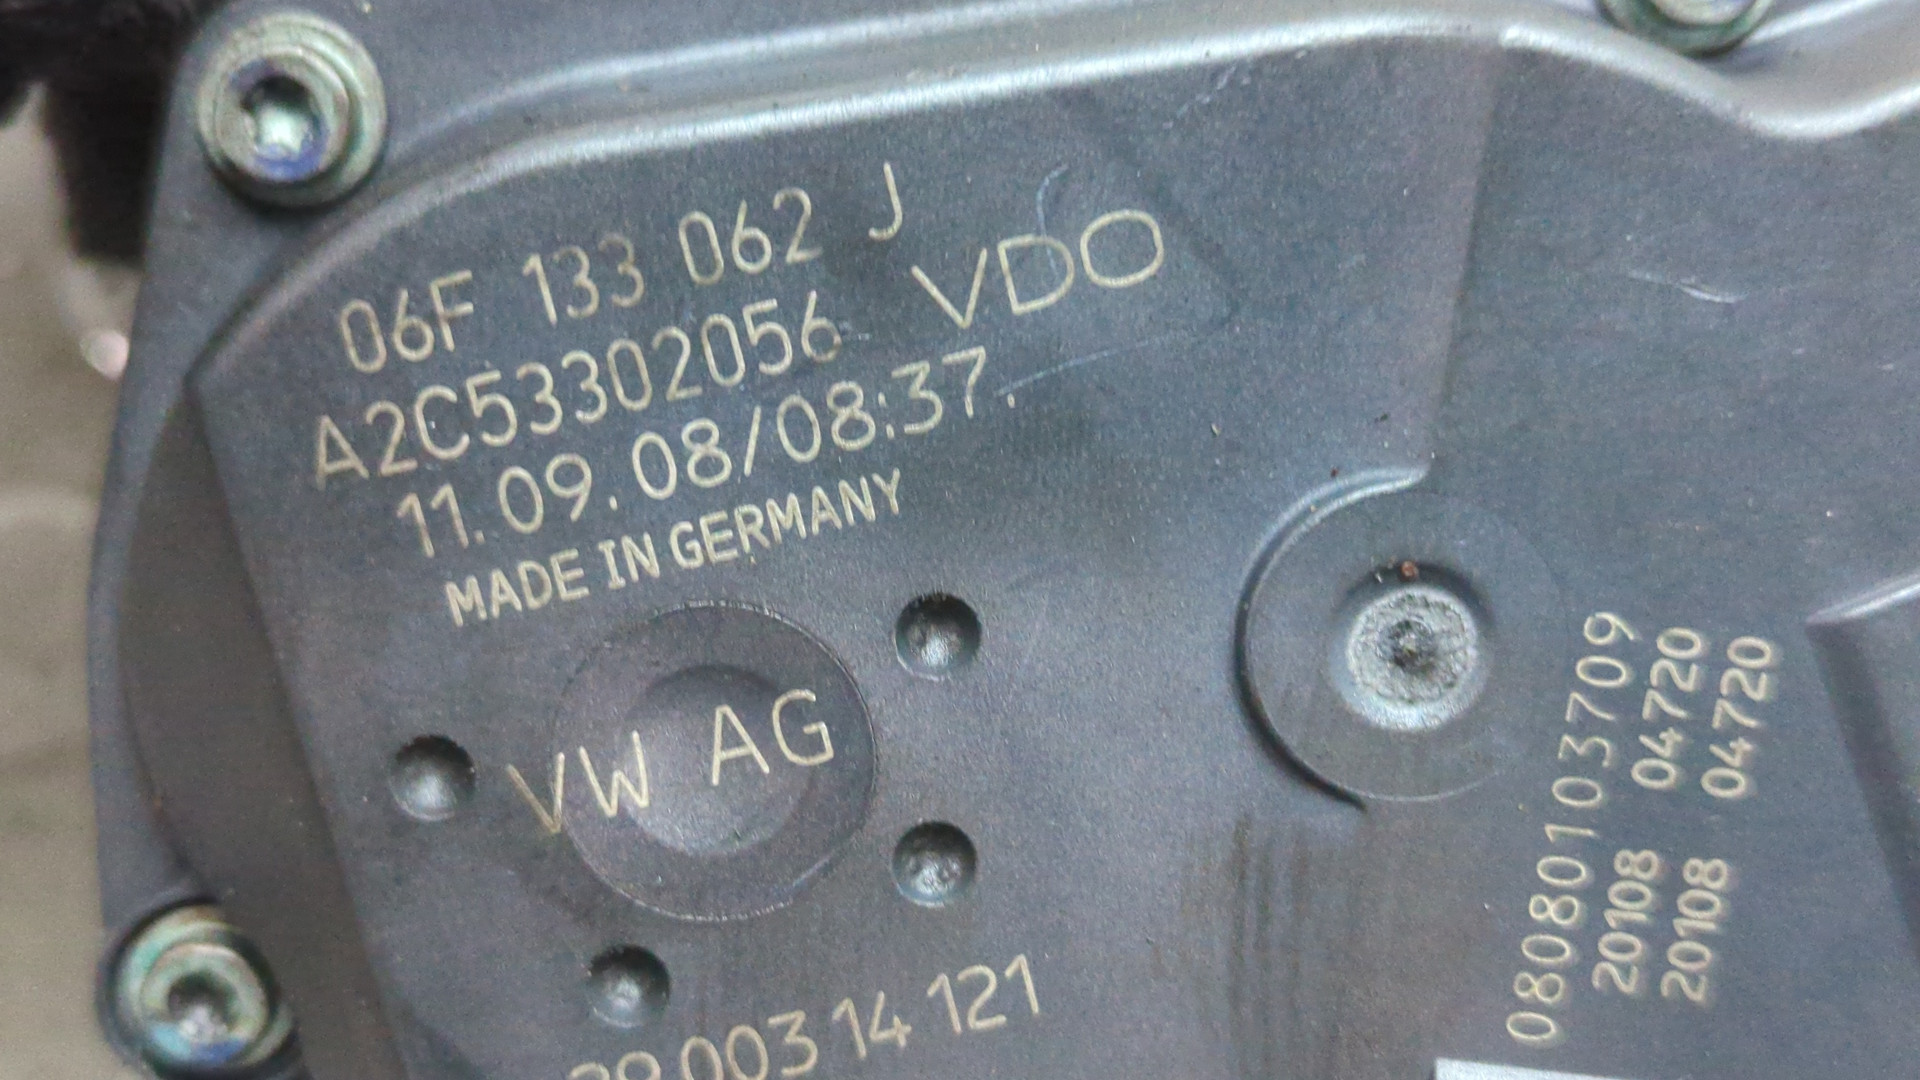 06F 133 062 J
A2C53302056 VDO
11.09.08/08:37.
MADE IN GERMANY
VW AG
003 14 121
0808010103709
20108 04720
20108 04720